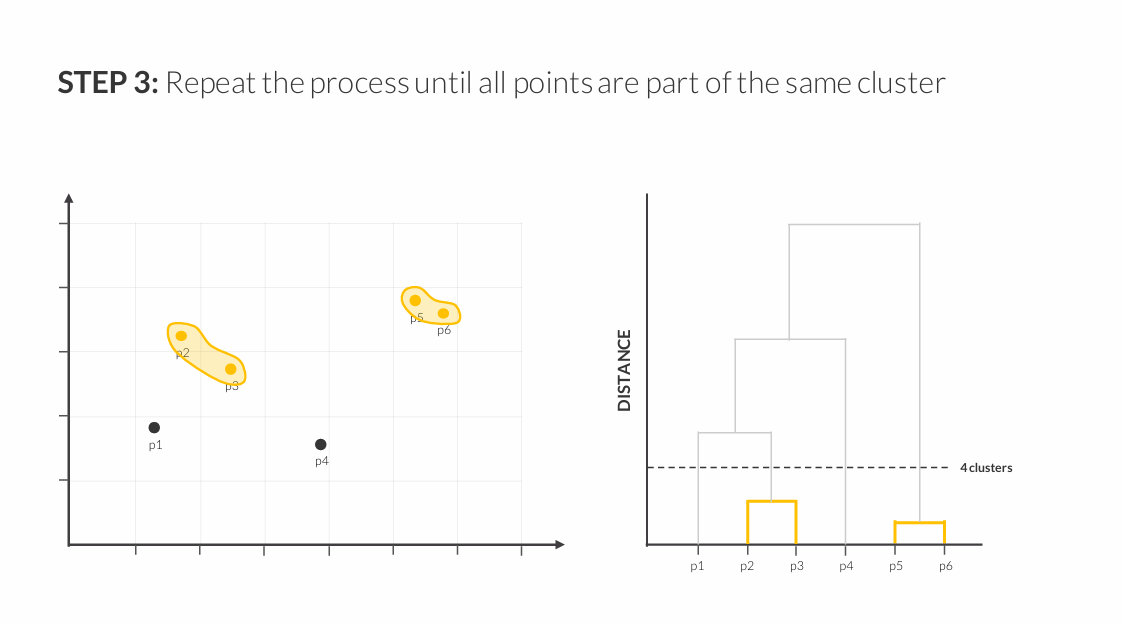 STEP 3: Repeat the process until all points are part of the same cluster
p5
p6
p2
p3
p1
p4
DISTANCE
4 clusters
p1 p2 p3 p4 p5 p6